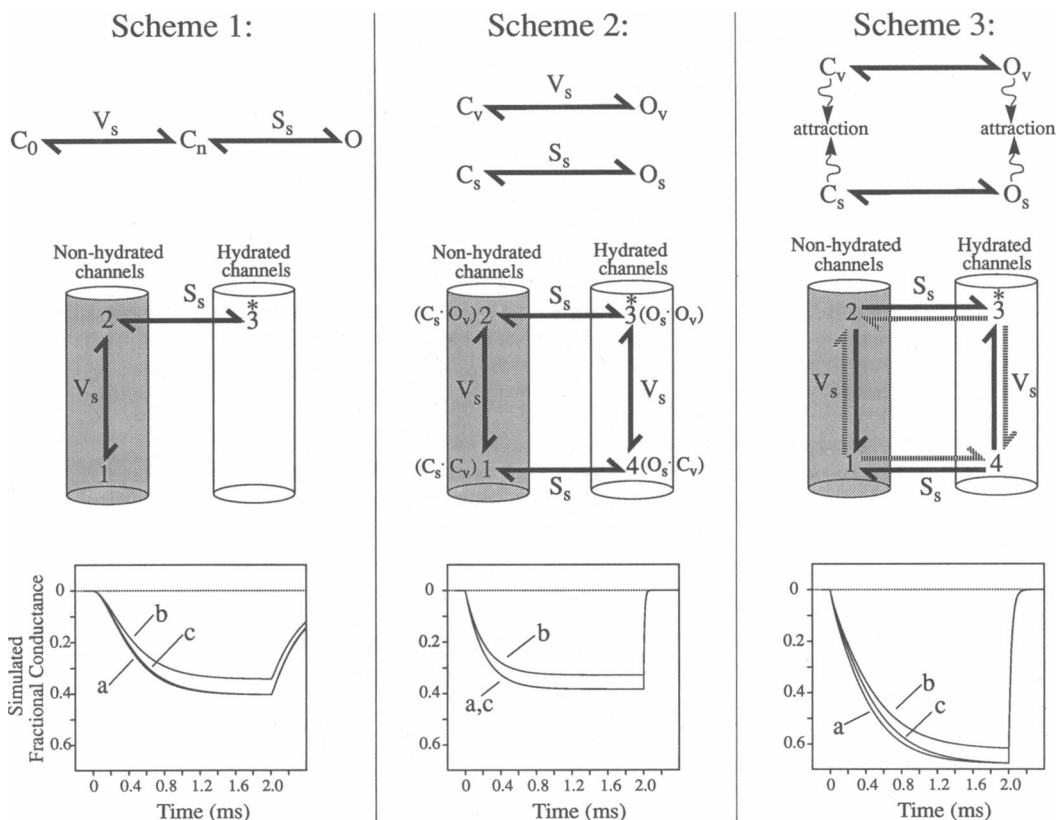 Scheme 1:
C0 Vs Cn Ss O
Non-hydrated channels
Hydrated channels
Ss
2 3*
Vs
1
Simulated
Fractional Conductance
0
0.2
0.4
0.6
a b c
0 0.4 0.8 1.2 1.6 2.0
Time (ms)
Scheme 2:
Cv Vs Ov
Cs Ss Os
Non-hydrated channels
Hydrated channels
Ss
(Cs·Ov)2 3*(Os·Ov)
Vs Vs
(Cs·Cv)1 4(Os·Cv)
Ss
0
0.2
0.4
0.6
b
a,c
0 0.4 0.8 1.2 1.6 2.0
Time (ms)
Scheme 3:
Cv Ov
attraction attraction
Cs Os
Non-hydrated channels
Hydrated channels
Ss
2 3*
Vs Vs
1 4
Ss
0
0.2
0.4
0.6
b
c
a
0 0.4 0.8 1.2 1.6 2.0
Time (ms)